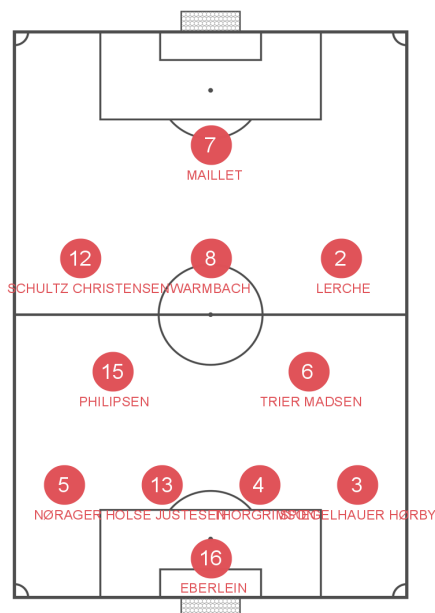 7
MAILLET
12 8 2
SCHULTZ CHRISTENSEN WARMBACH LERCHE
15 6
PHILIPSEN TRIER MADSEN
5 13 4 3
NØRAGER HOLSE JUSTESEN THORGRIMSSON HØRBY
16
EBERLEIN